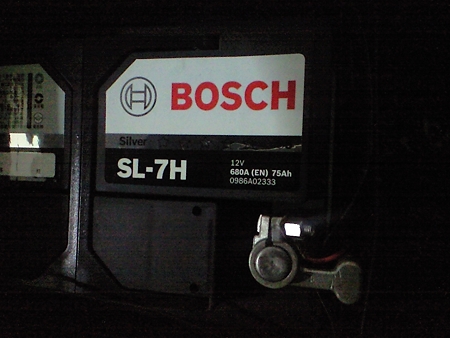 BOSCH
Silver
SL-7H
12V
680A (EN) 75Ah
0986A02333